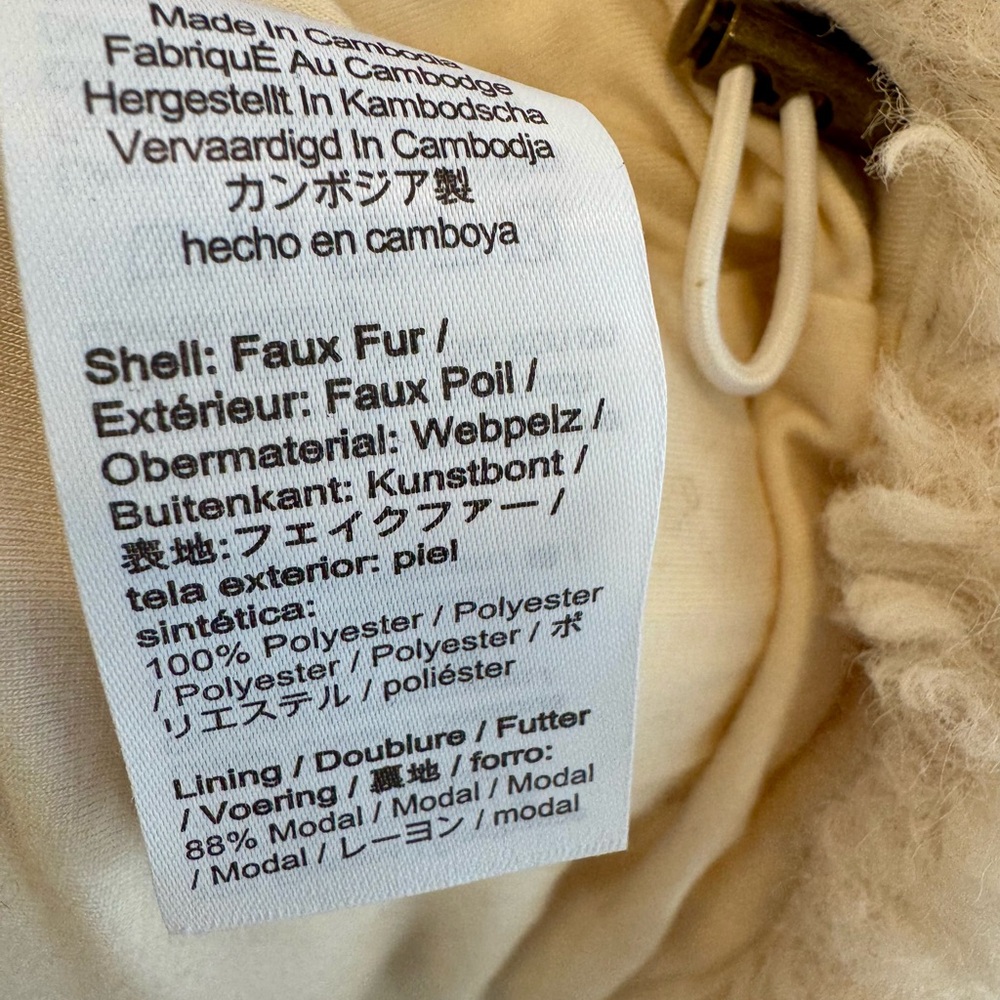 Made In Cambodia
FabriquÉ Au Cambodge
Hergestellt In Kambodscha
Vervaardigd In Cambodja
カンボジア製
hecho en camboya
Shell: Faux Fur /
Extérieur: Faux Poil /
Obermaterial: Webpelz /
Buitenkant: Kunstbont /
表地:フェイクファー /
tela exterior: piel
sintética:
100% Polyester / Polyester
/ Polyester / Polyester / ポ
リエステル / poliéster
Lining / Doublure / Futter
/ Voering / 裏地 / forro:
88% Modal / Modal / Modal
/ Modal / レーヨン / modal